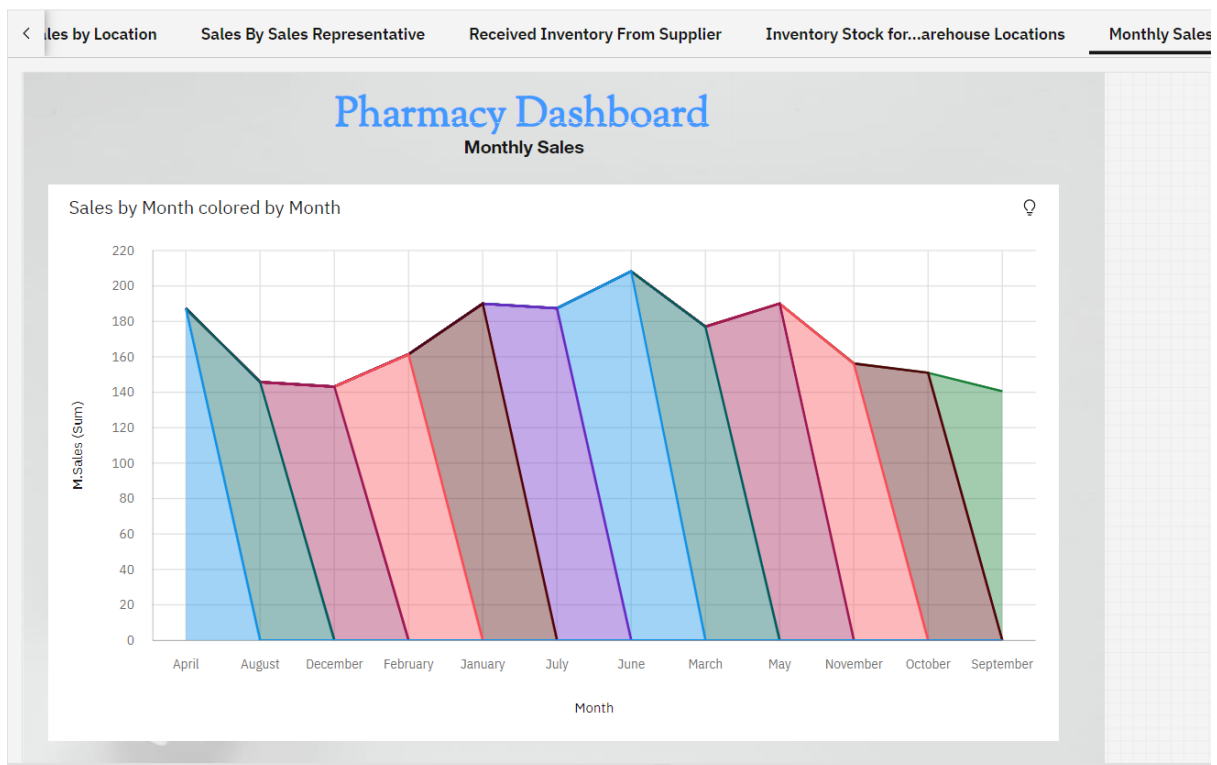 les by Location Sales By Sales Representative Received Inventory From Supplier Inventory Stock for...arehouse Locations Monthly Sales
Pharmacy Dashboard
Monthly Sales
Sales by Month colored by Month
220
200
180
160
140
120
100
80
60
40
20
0
M.Sales (Sum)
April August December February January July June March May November October September
Month